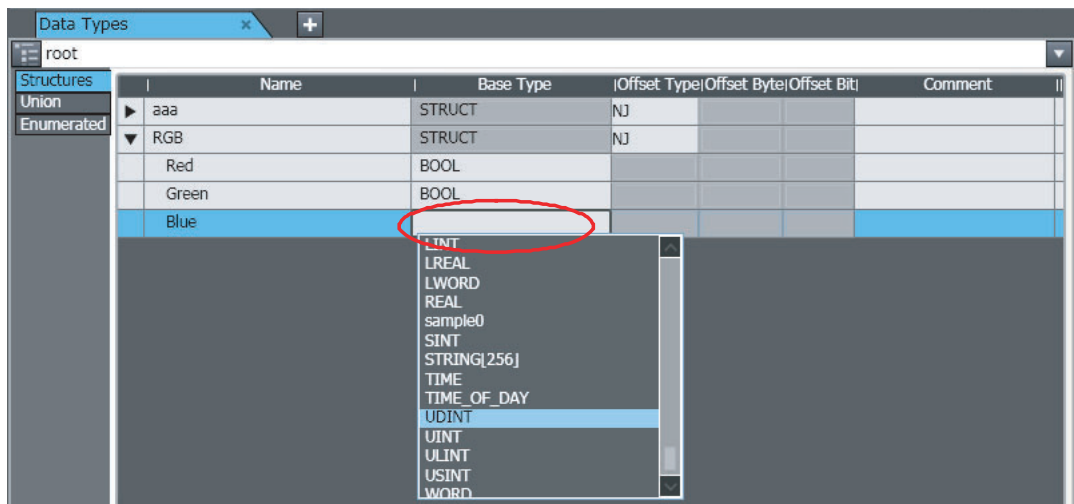 Data Types
root
Structures
Union
Enumerated
Name Base Type Offset Type Offset Byte Offset Bit Comment
aaa STRUCT NJ
RGB STRUCT NJ
Red BOOL
Green BOOL
Blue
LINT
LREAL
LWORD
REAL
sample0
SINT
STRING[256]
TIME
TIME_OF_DAY
UDINT
UINT
ULINT
USINT
WORD